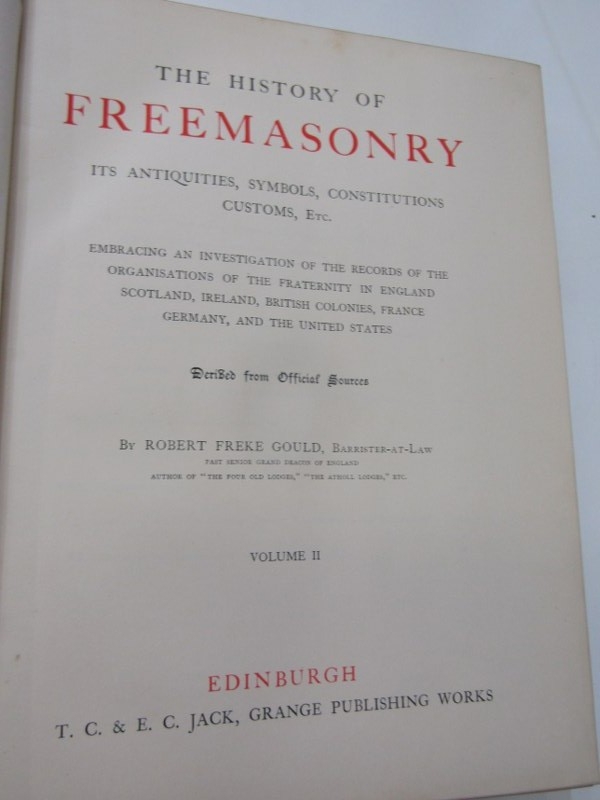 THE HISTORY OF
FREEMASONRY
ITS ANTIQUITIES, SYMBOLS, CONSTITUTIONS
CUSTOMS, Etc.
EMBRACING AN INVESTIGATION OF THE RECORDS OF THE
ORGANISATIONS OF THE FRATERNITY IN ENGLAND
SCOTLAND, IRELAND, BRITISH COLONIES, FRANCE
GERMANY, AND THE UNITED STATES
Derived from Official Sources
By ROBERT FREKE GOULD, Barrister-at-Law
PAST SENIOR GRAND DEACON OF ENGLAND
AUTHOR OF "THE FOUR OLD LODGES," "THE ATHOLL LODGES," ETC.
VOLUME II
EDINBURGH
T. C. & E. C. JACK, GRANGE PUBLISHING WORKS